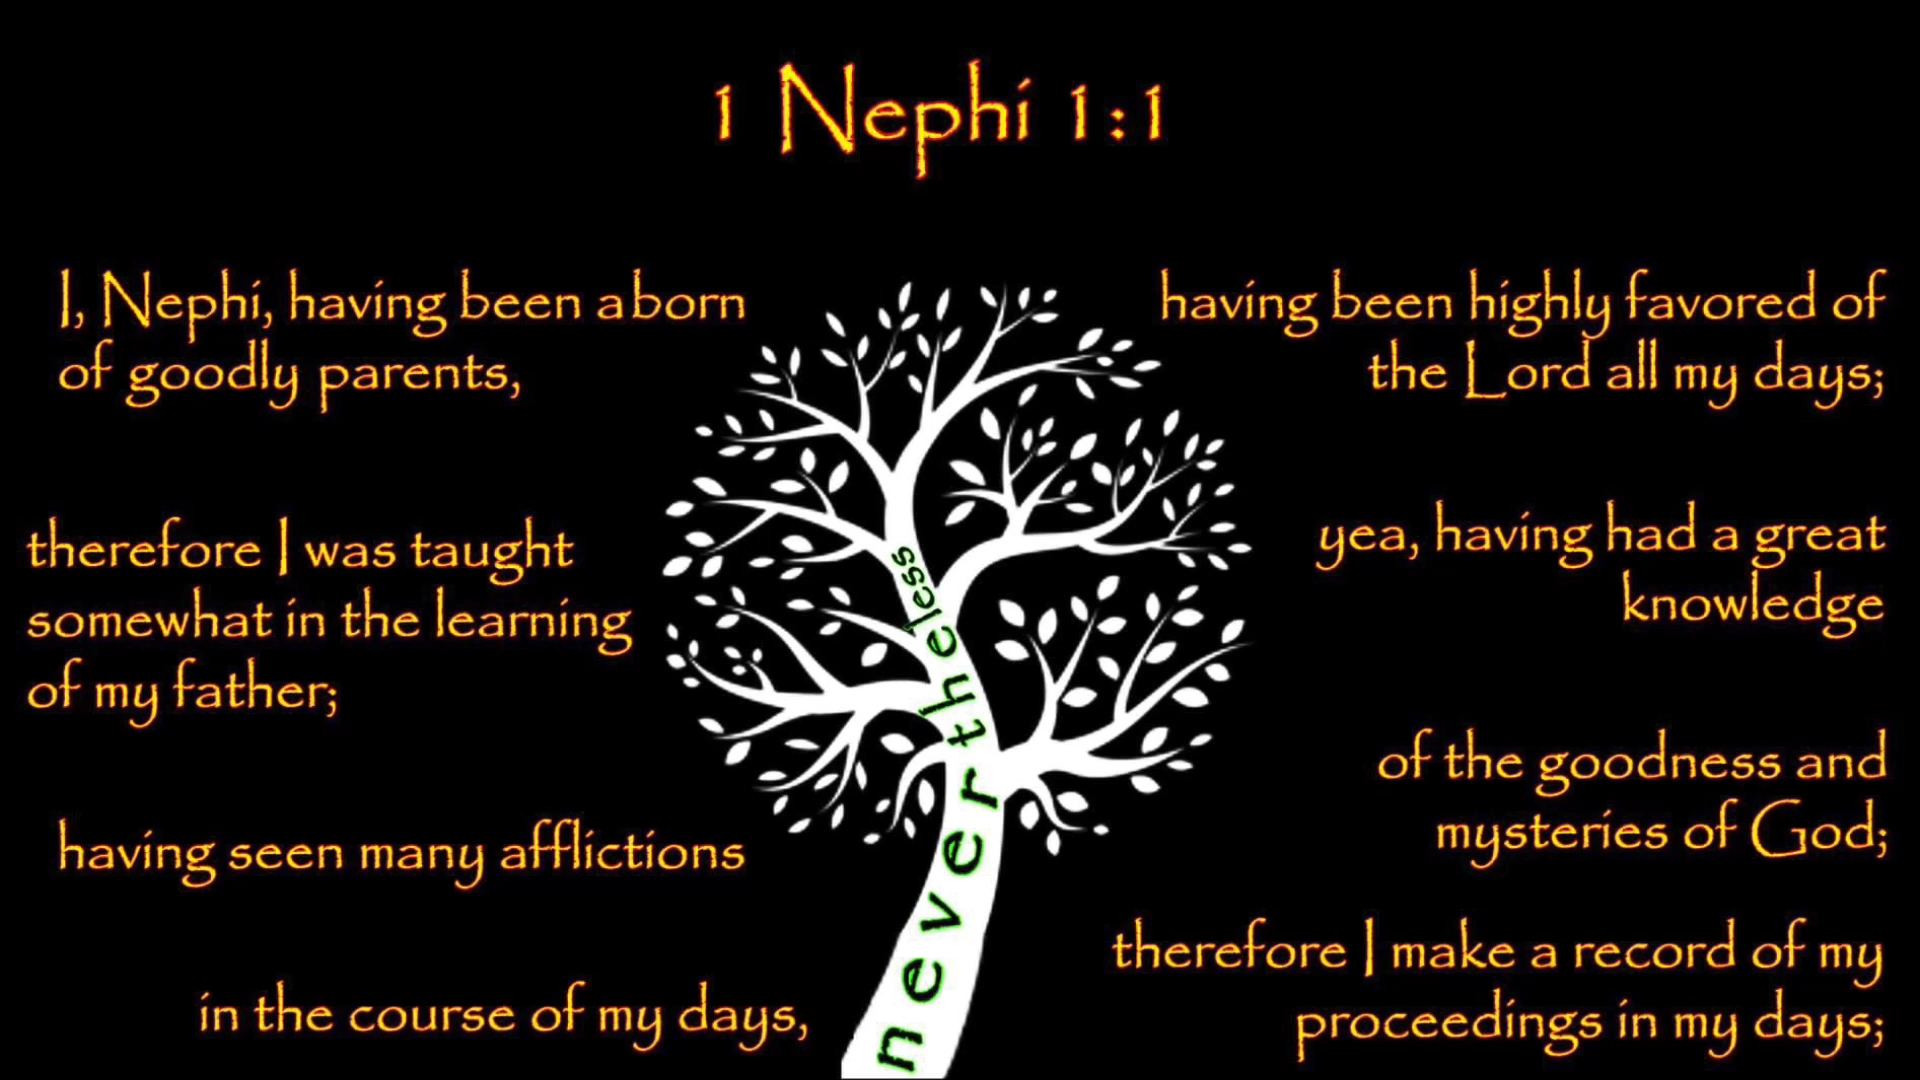 1 Nephi 1:1
I, Nephi, having been aborn
of goodly parents,
therefore I was taught
somewhat in the learning
of my father;
having seen many afflictions
in the course of my days,
nevertheless
having been highly favored of
the Lord all my days;
yea, having had a great
knowledge
of the goodness and
mysteries of God;
therefore I make a record of my
proceedings in my days;